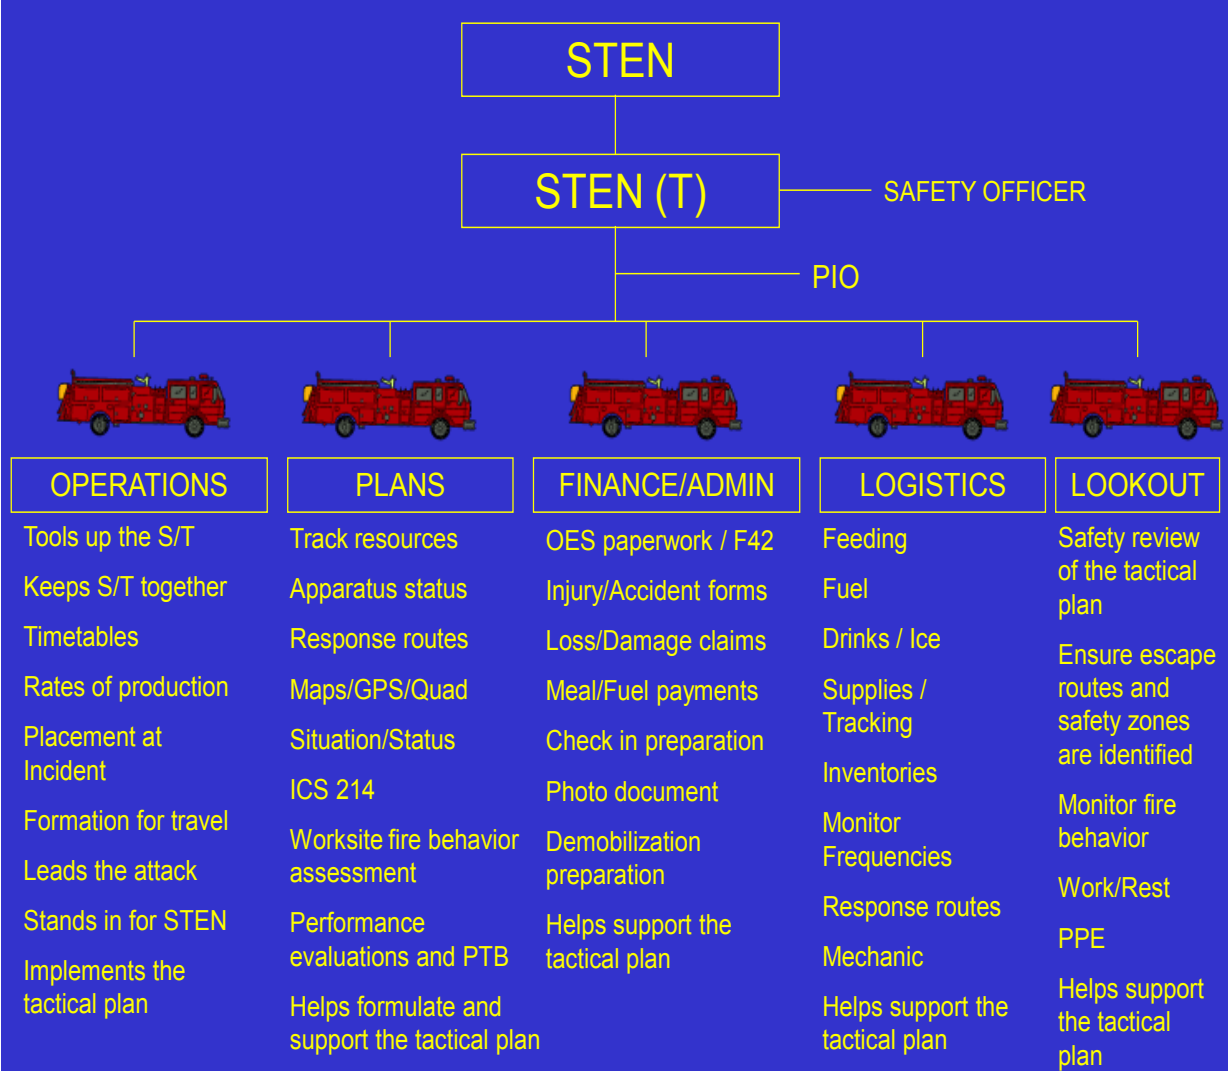 STEN
STEN (T)
SAFETY OFFICER
PIO
OPERATIONS
Tools up the S/T
Keeps S/T together
Timetables
Rates of production
Placement at
Incident
Formation for travel
Leads the attack
Stands in for STEN
Implements the
tactical plan
PLANS
Track resources
Apparatus status
Response routes
Maps/GPS/Quad
Situation/Status
ICS 214
Worksite fire behavior
assessment
Performance
evaluations and PTB
Helps formulate and
support the tactical plan
FINANCE/ADMIN
OES paperwork / F42
Injury/Accident forms
Loss/Damage claims
Meal/Fuel payments
Check in preparation
Photo document
Demobilization
preparation
Helps support the
tactical plan
LOGISTICS
Feeding
Fuel
Drinks / Ice
Supplies /
Tracking
Inventories
Monitor
Frequencies
Response routes
Mechanic
Helps support the
tactical plan
LOOKOUT
Safety review
of the tactical
plan
Ensure escape
routes and
safety zones
are identified
Monitor fire
behavior
Work/Rest
PPE
Helps support
the tactical
plan